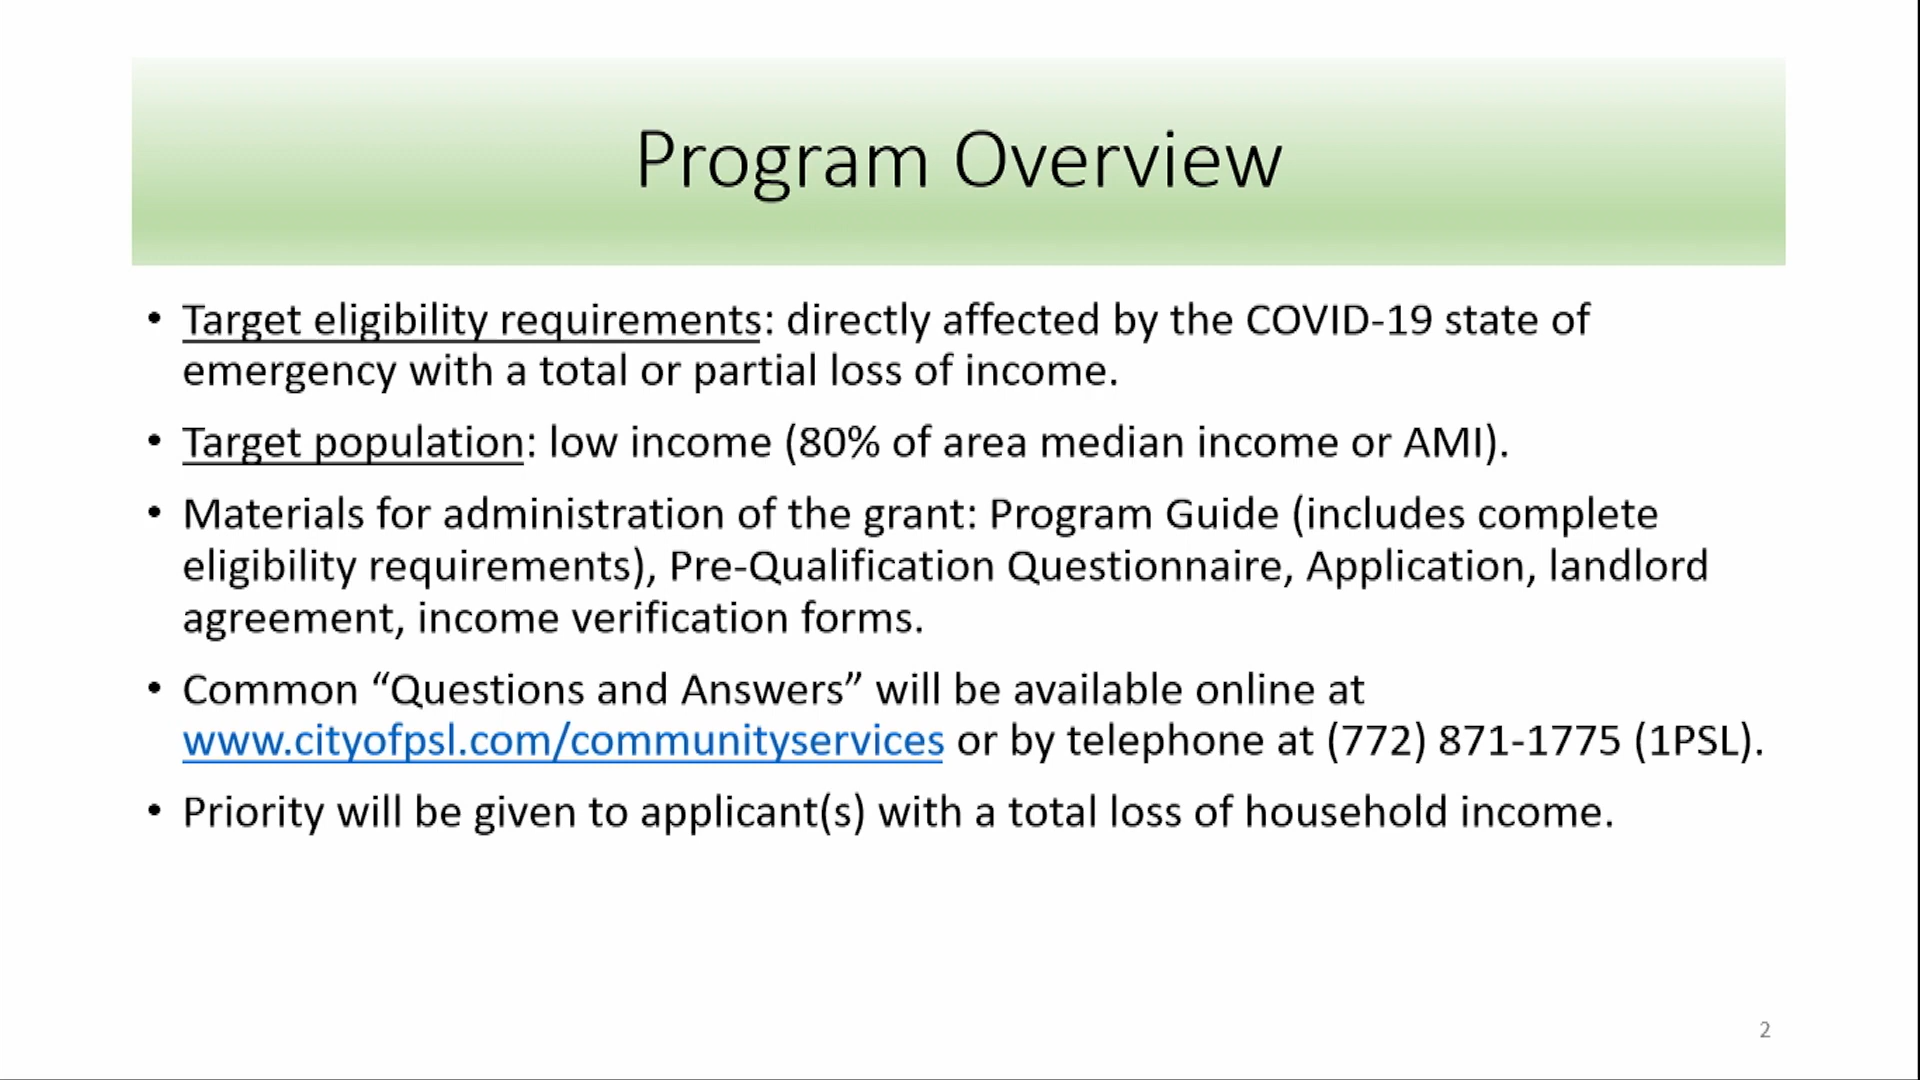 Program Overview
• Target eligibility requirements: directly affected by the COVID-19 state of
emergency with a total or partial loss of income.
• Target population: low income (80% of area median income or AMI).
• Materials for administration of the grant: Program Guide (includes complete
eligibility requirements), Pre-Qualification Questionnaire, Application, landlord
agreement, income verification forms.
• Common “Questions and Answers” will be available online at
www.cityofpsl.com/communityservices or by telephone at (772) 871-1775 (1PSL).
• Priority will be given to applicant(s) with a total loss of household income.
2